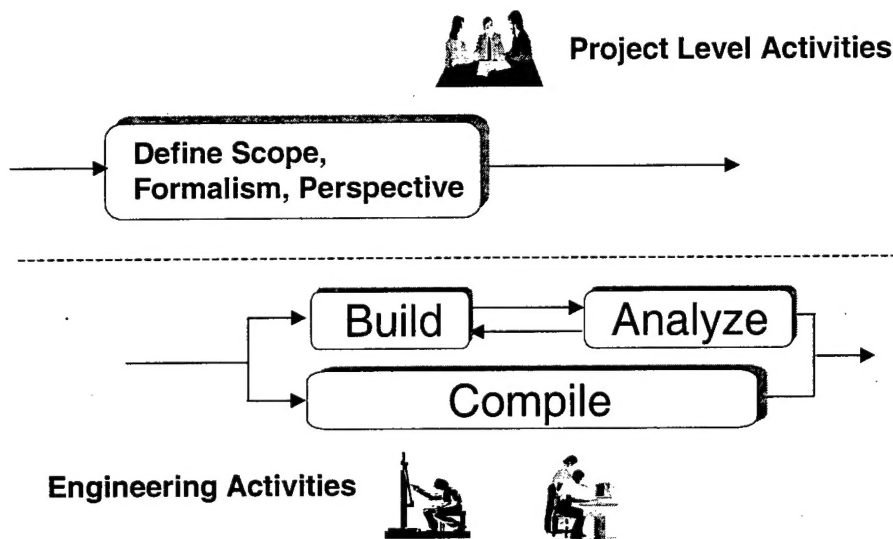 Project Level Activities
Define Scope,
Formalism, Perspective
Build
Analyze
Compile
Engineering Activities